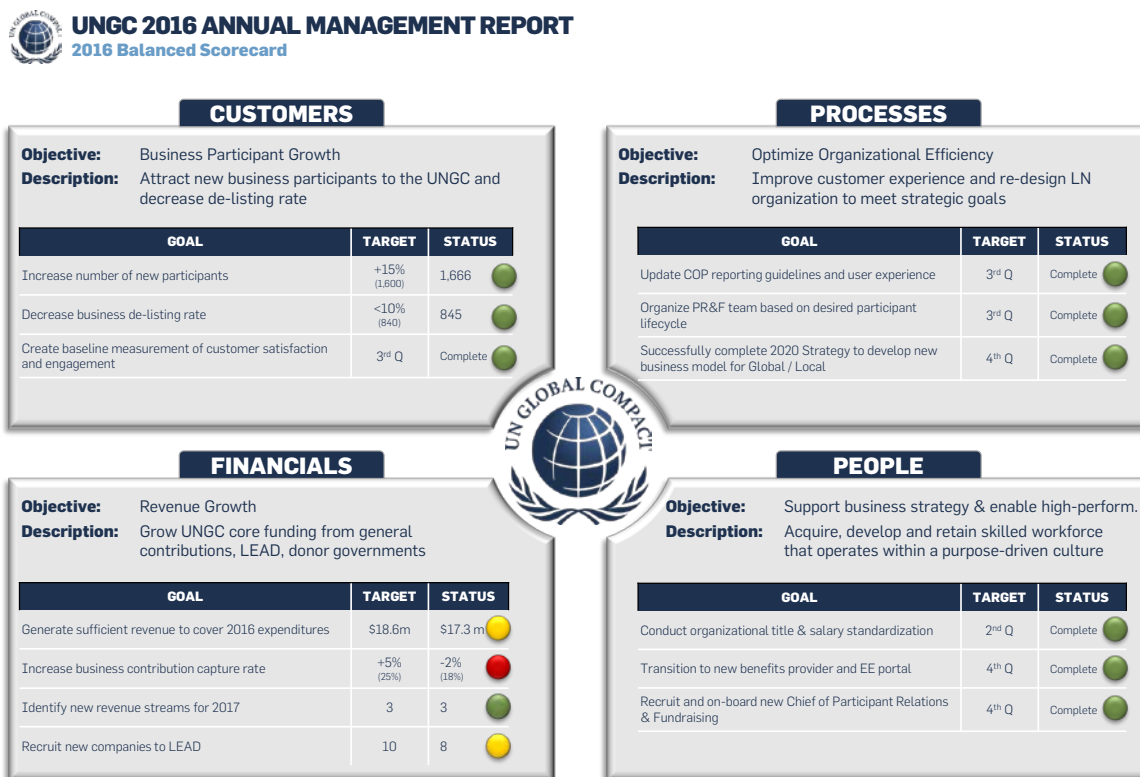 UN GLOBAL COMPACT
UNGC 2016 ANNUAL MANAGEMENT REPORT
2016 Balanced Scorecard
CUSTOMERS
Objective: Business Participant Growth
Description: Attract new business participants to the UNGC and
decrease de-listing rate
GOAL TARGET STATUS
Increase number of new participants +15% 1,666
(1,600)
Decrease business de-listing rate <10% 845
(840)
Create baseline measurement of customer satisfaction
and engagement 3rd Q Complete
PROCESSES
Objective: Optimize Organizational Efficiency
Description: Improve customer experience and re-design LN
organization to meet strategic goals
GOAL TARGET STATUS
Update COP reporting guidelines and user experience 3rd Q Complete
Organize PR&F team based on desired participant
lifecycle 3rd Q Complete
Successfully complete 2020 Strategy to develop new
business model for Global / Local 4th Q Complete
UN GLOBAL COMPACT
FINANCIALS
Objective: Revenue Growth
Description: Grow UNGC core funding from general
contributions, LEAD, donor governments
GOAL TARGET STATUS
Generate sufficient revenue to cover 2016 expenditures $18.6m $17.3 m
Increase business contribution capture rate +5% -2%
(25%) (18%)
Identify new revenue streams for 2017 3 3
Recruit new companies to LEAD 10 8
PEOPLE
Objective: Support business strategy & enable high-perform.
Description: Acquire, develop and retain skilled workforce
that operates within a purpose-driven culture
GOAL TARGET STATUS
Conduct organizational title & salary standardization 2nd Q Complete
Transition to new benefits provider and EE portal 4th Q Complete
Recruit and on-board new Chief of Participant Relations
& Fundraising 4th Q Complete